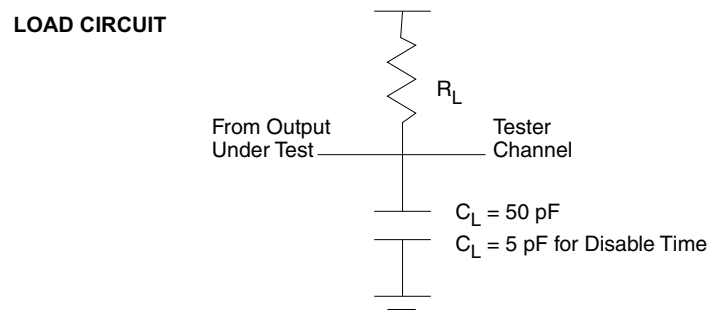 LOAD CIRCUIT
R_L
From Output
Under Test
Tester
Channel
C_L = 50 pF
C_L = 5 pF for Disable Time